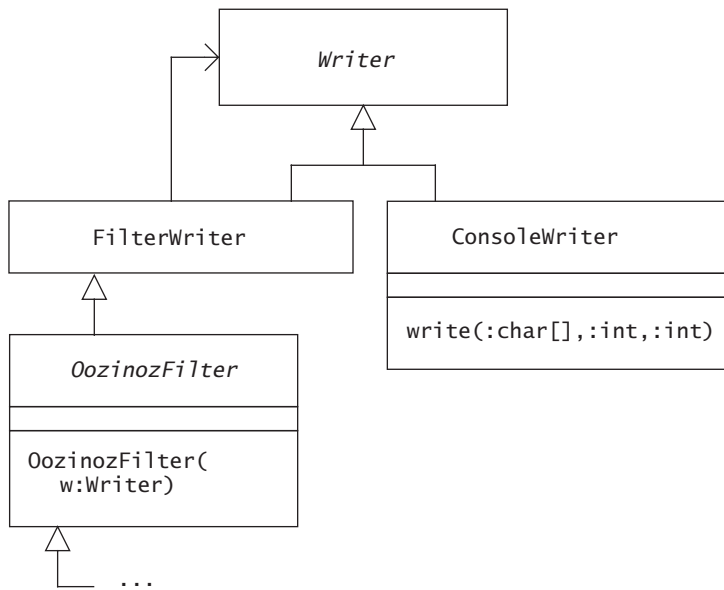 Writer
FilterWriter
ConsoleWriter
write(:char[],:int,:int)
OozinozFilter
OozinozFilter(
w:Writer)
...